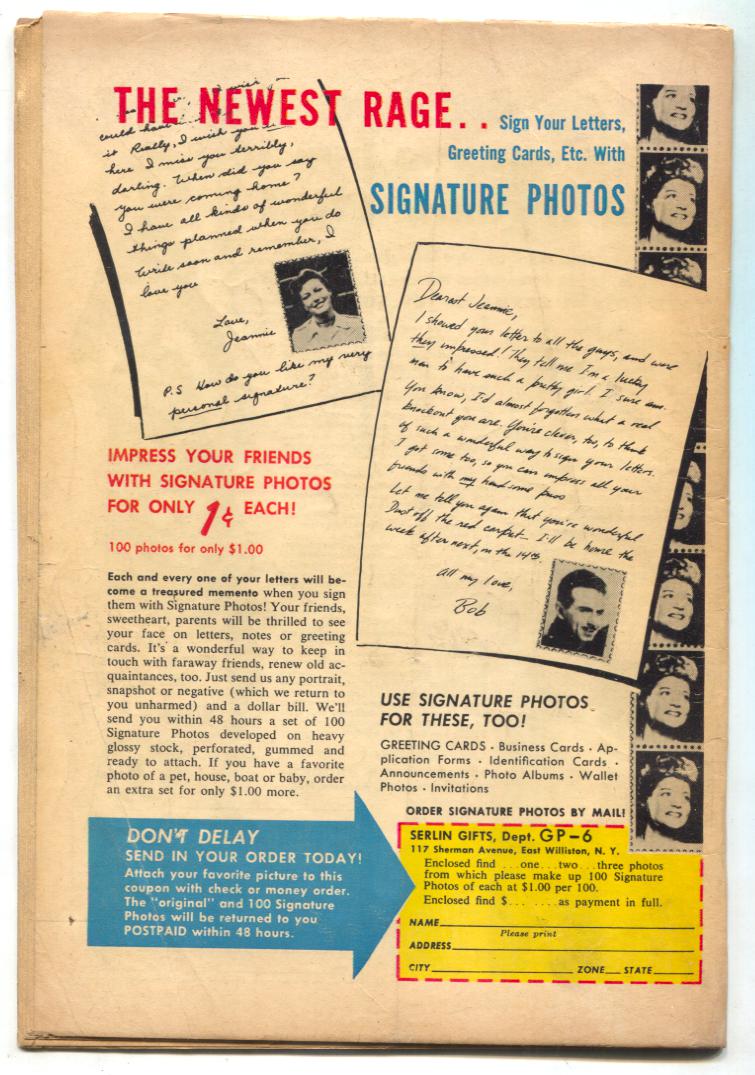 THE NEWEST RAGE..
Sign Your Letters,
Greeting Cards, Etc. With
SIGNATURE PHOTOS
could have
it Really, I wish you
here I miss you terribly,
darling. When did you say
you were coming home?
I have all kinds of wonderful
things planned when you do
Write soon and remember, I
love you
Love,
Jeannie
P.S How do you like my very
personal signature?
Dearest Jeannie,
I showed your letter to all the guys, and were
they impressed! They tell me I'm a lucky
man to have such a pretty girl. I sure am.
You know, I'd almost forgotten what a real
knockout you are. You're clever, too, to think
of such a wonderful way to sign your letters.
I got some too, so you can impress all your
friends with my handsome puss
Let me tell you again that you're wonderful
Dust off the red carpet. I'll be home the
week after next, on the 14th.
All my love,
Bob
IMPRESS YOUR FRIENDS
WITH SIGNATURE PHOTOS
FOR ONLY 1¢ EACH!
100 photos for only $1.00
Each and every one of your letters will be-
come a treasured memento when you sign
them with Signature Photos! Your friends,
sweetheart, parents will be thrilled to see
your face on letters, notes or greeting
cards. It's a wonderful way to keep in
touch with faraway friends, renew old ac-
quaintances, too. Just send us any portrait,
snapshot or negative (which we return to
you unharmed) and a dollar bill. We'll
send you within 48 hours a set of 100
Signature Photos developed on heavy
glossy stock, perforated, gummed and
ready to attach. If you have a favorite
photo of a pet, house, boat or baby, order
an extra set for only $1.00 more.
USE SIGNATURE PHOTOS
FOR THESE, TOO!
GREETING CARDS · Business Cards · Ap-
plication Forms · Identification Cards ·
Announcements · Photo Albums · Wallet
Photos · Invitations
ORDER SIGNATURE PHOTOS BY MAIL!
DON'T DELAY
SEND IN YOUR ORDER TODAY!
Attach your favorite picture to this
coupon with check or money order.
The "original" and 100 Signature
Photos will be returned to you
POSTPAID within 48 hours.
SERLIN GIFTS, Dept. GP-6
117 Sherman Avenue, East Williston, N. Y.
Enclosed find ...one...two...three photos
from which please make up 100 Signature
Photos of each at $1.00 per 100.
Enclosed find $... ....as payment in full.
NAME
Please print
ADDRESS
CITY ZONE STATE